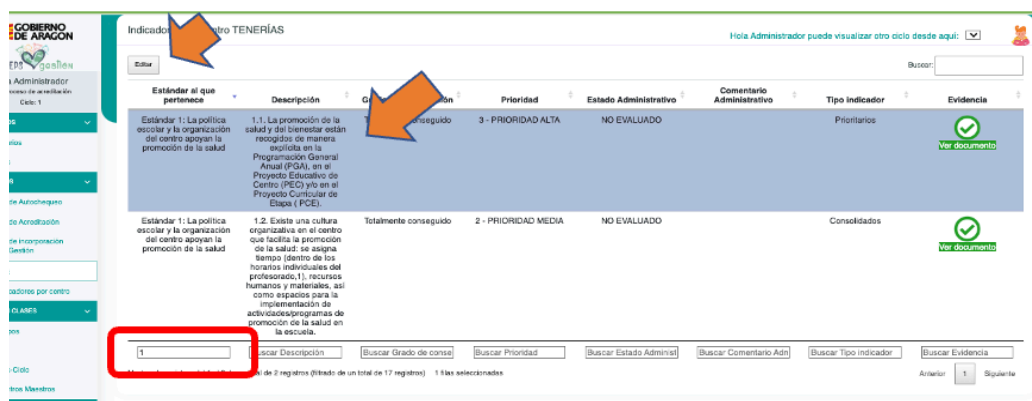 GOBIERNO
DE ARAGON
Administrador
Ciclo: 1
de Autochequeo
de Acreditación
de incorporación
Gestión
CLASES
Ciclo
tros Maestros
Indicador
TENERÍAS
Hola Administrador puede visualizar otro ciclo desde aquí:
Editar
Buscar:
Estándar al que
pertenece
Descripción
Prioridad
Estado Administrativo
Comentario
Administrativo
Tipo indicador
Evidencia
Estándar 1: La política
escolar y la organización
del centro apoyan la
promoción de la salud
1.1. La promoción de la
salud y del bienestar están
recogidos de manera
explícita en la
Programación General
Anual (PGA), en el
Proyecto Educativo de
Centro (PEC) y/o en el
Proyecto Curricular de
Etapa ( PCE).
conseguido
3 - PRIORIDAD ALTA
NO EVALUADO
Prioritarios
Ver documento
Estándar 1: La política
escolar y la organización
del centro apoyan la
promoción de la salud
1.2. Existe una cultura
organizativa en el centro
que facilita la promoción
de la salud: se asigna
tiempo (dentro de los
horarios individuales del
profesorado,1), recursos
humanos y materiales, así
como espacios para la
implementación de
actividades/programas de
promoción de la salud en
la escuela.
Totalmente conseguido
2 - PRIORIDAD MEDIA
NO EVALUADO
Consolidados
Ver documento
1
Buscar Descripción
Buscar Grado de conse
Buscar Prioridad
Buscar Estado Administ
Buscar Comentario Adn
Buscar Tipo indicador
Buscar Evidencia
de 2 registros (filtrado de un total de 17 registros) 1 filas seleccionadas
Anterior 1 Siguiente